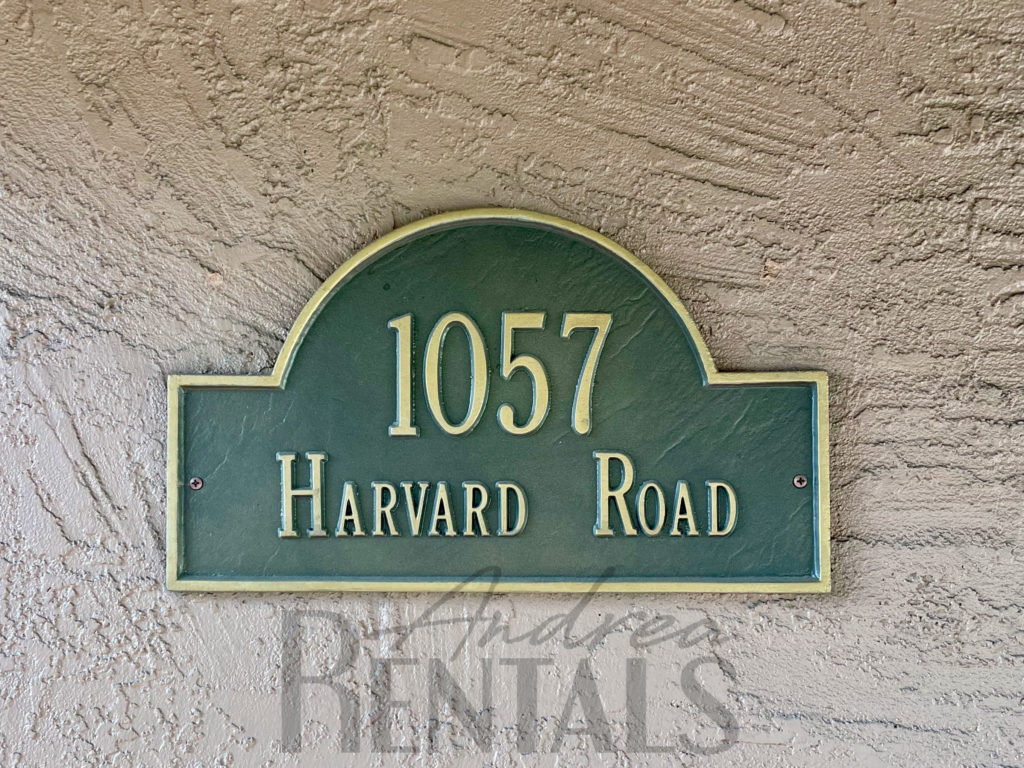 1057
HARVARD ROAD
Andrea
RENTALS